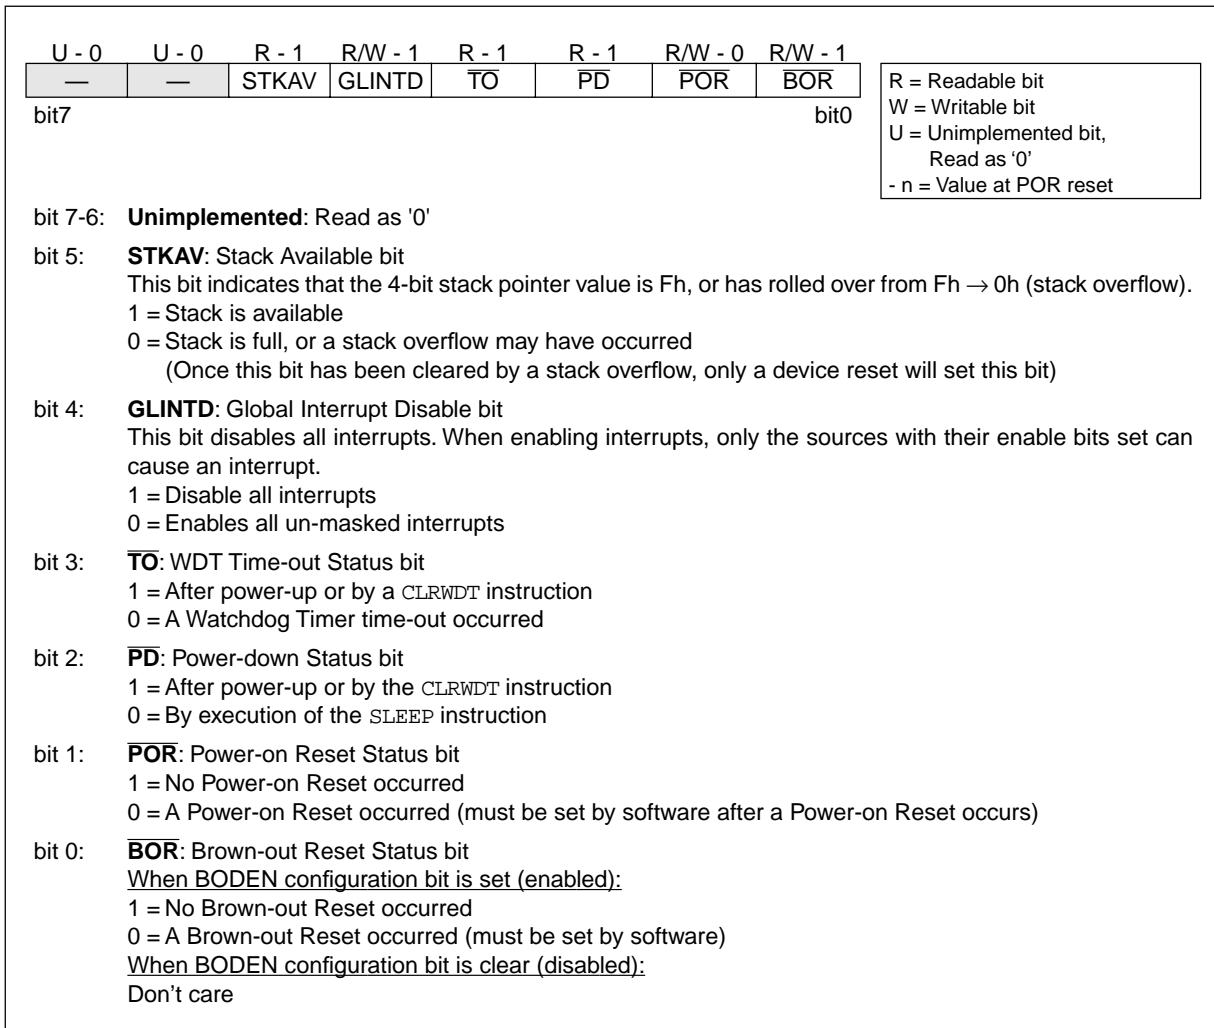 U - 0 U - 0 R - 1 R/W - 1 R - 1 R - 1 R/W - 0 R/W - 1
— — STKAV GLINTD T̅O̅ P̅D̅ P̅O̅R̅ B̅O̅R̅
bit7 bit0
R = Readable bit
W = Writable bit
U = Unimplemented bit,
Read as ‘0’
- n = Value at POR reset
bit 7-6: Unimplemented: Read as '0'
bit 5: STKAV: Stack Available bit
This bit indicates that the 4-bit stack pointer value is Fh, or has rolled over from Fh → 0h (stack overflow).
1 = Stack is available
0 = Stack is full, or a stack overflow may have occurred
(Once this bit has been cleared by a stack overflow, only a device reset will set this bit)
bit 4: GLINTD: Global Interrupt Disable bit
This bit disables all interrupts. When enabling interrupts, only the sources with their enable bits set can
cause an interrupt.
1 = Disable all interrupts
0 = Enables all un-masked interrupts
bit 3: T̅O̅: WDT Time-out Status bit
1 = After power-up or by a CLRWDT instruction
0 = A Watchdog Timer time-out occurred
bit 2: P̅D̅: Power-down Status bit
1 = After power-up or by the CLRWDT instruction
0 = By execution of the SLEEP instruction
bit 1: P̅O̅R̅: Power-on Reset Status bit
1 = No Power-on Reset occurred
0 = A Power-on Reset occurred (must be set by software after a Power-on Reset occurs)
bit 0: B̅O̅R̅: Brown-out Reset Status bit
When BODEN configuration bit is set (enabled):
1 = No Brown-out Reset occurred
0 = A Brown-out Reset occurred (must be set by software)
When BODEN configuration bit is clear (disabled):
Don't care